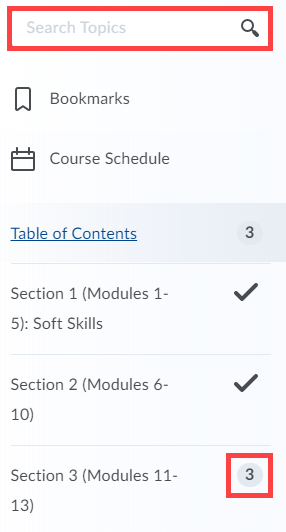 Search Topics
Bookmarks
Course Schedule
Table of Contents 3
Section 1 (Modules 1-
5): Soft Skills
Section 2 (Modules 6-
10)
Section 3 (Modules 11- 3
13)